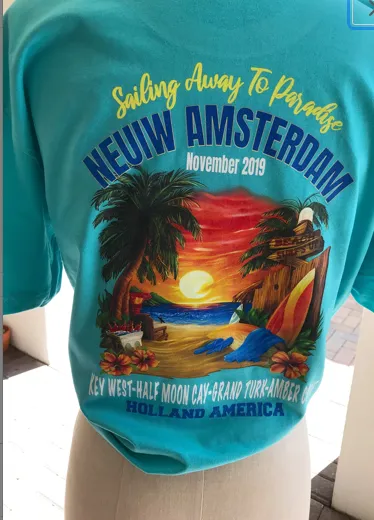 Sailing Away To Paradise
NEUIW AMSTERDAM
November 2019
KEY WEST-HALF MOON CAY-GRAND TURK-AMBER C
HOLLAND AMERICA